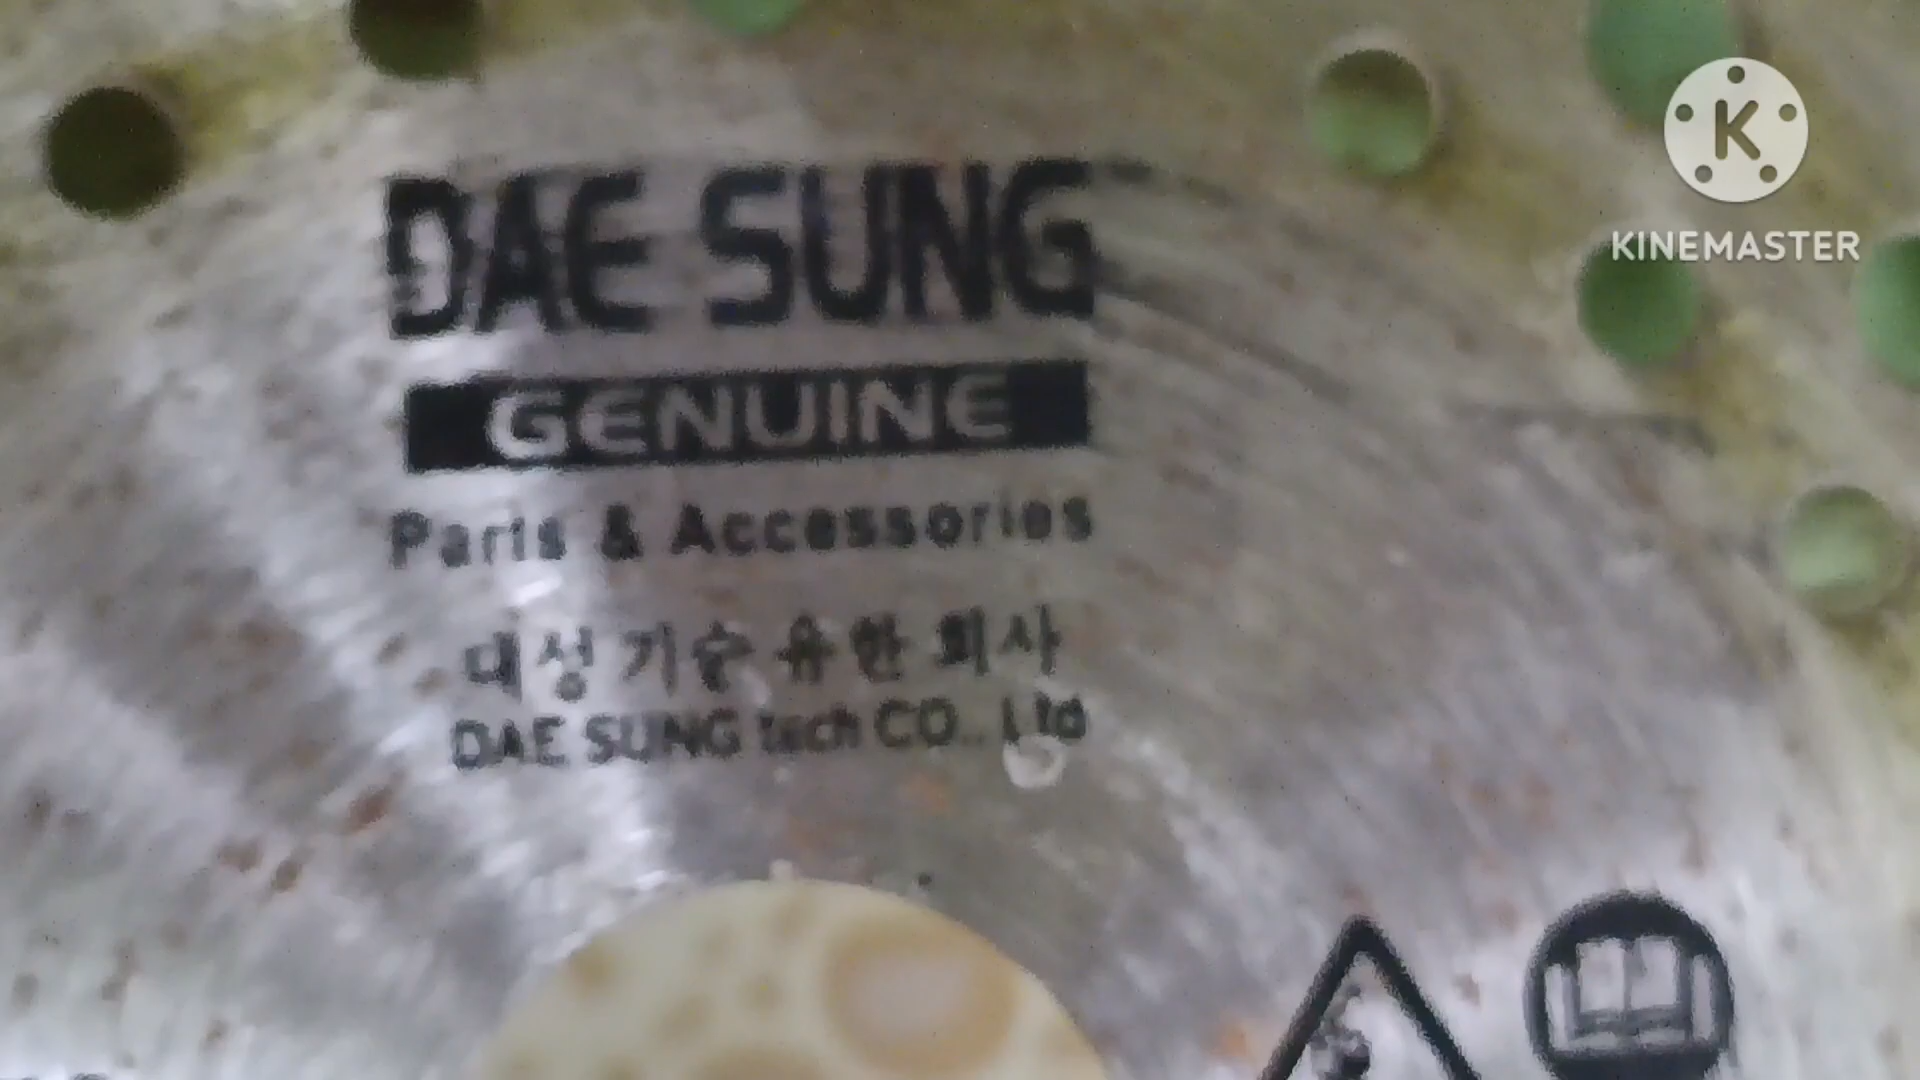 DAE SUNG
GENUINE
Parts & Accessories
대성기술유한회사
DAE SUNG tech CO., Ltd
K
KINEMASTER